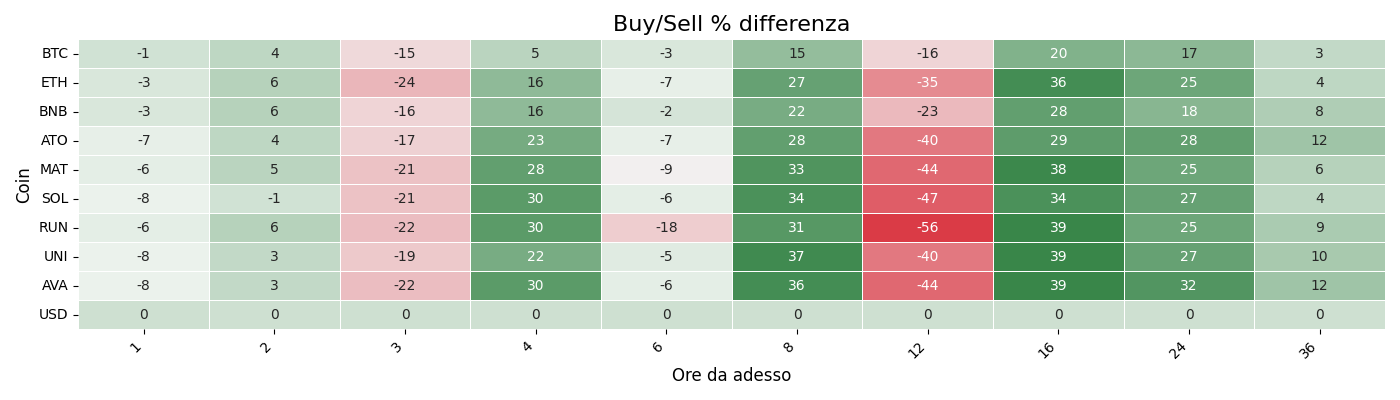 Buy/Sell % differenza
Coin
BTC -1 4 -15 5 -3 15 -16 20 17 3
ETH -3 6 -24 16 -7 27 -35 36 25 4
BNB -3 6 -16 16 -2 22 -23 28 18 8
ATO -7 4 -17 23 -7 28 -40 29 28 12
MAT -6 5 -21 28 -9 33 -44 38 25 6
SOL -8 -1 -21 30 -6 34 -47 34 27 4
RUN -6 6 -22 30 -18 31 -56 39 25 9
UNI -8 3 -19 22 -5 37 -40 39 27 10
AVA -8 3 -22 30 -6 36 -44 39 32 12
USD 0 0 0 0 0 0 0 0 0 0
1 2 3 4 6 8 12 16 24 36
Ore da adesso